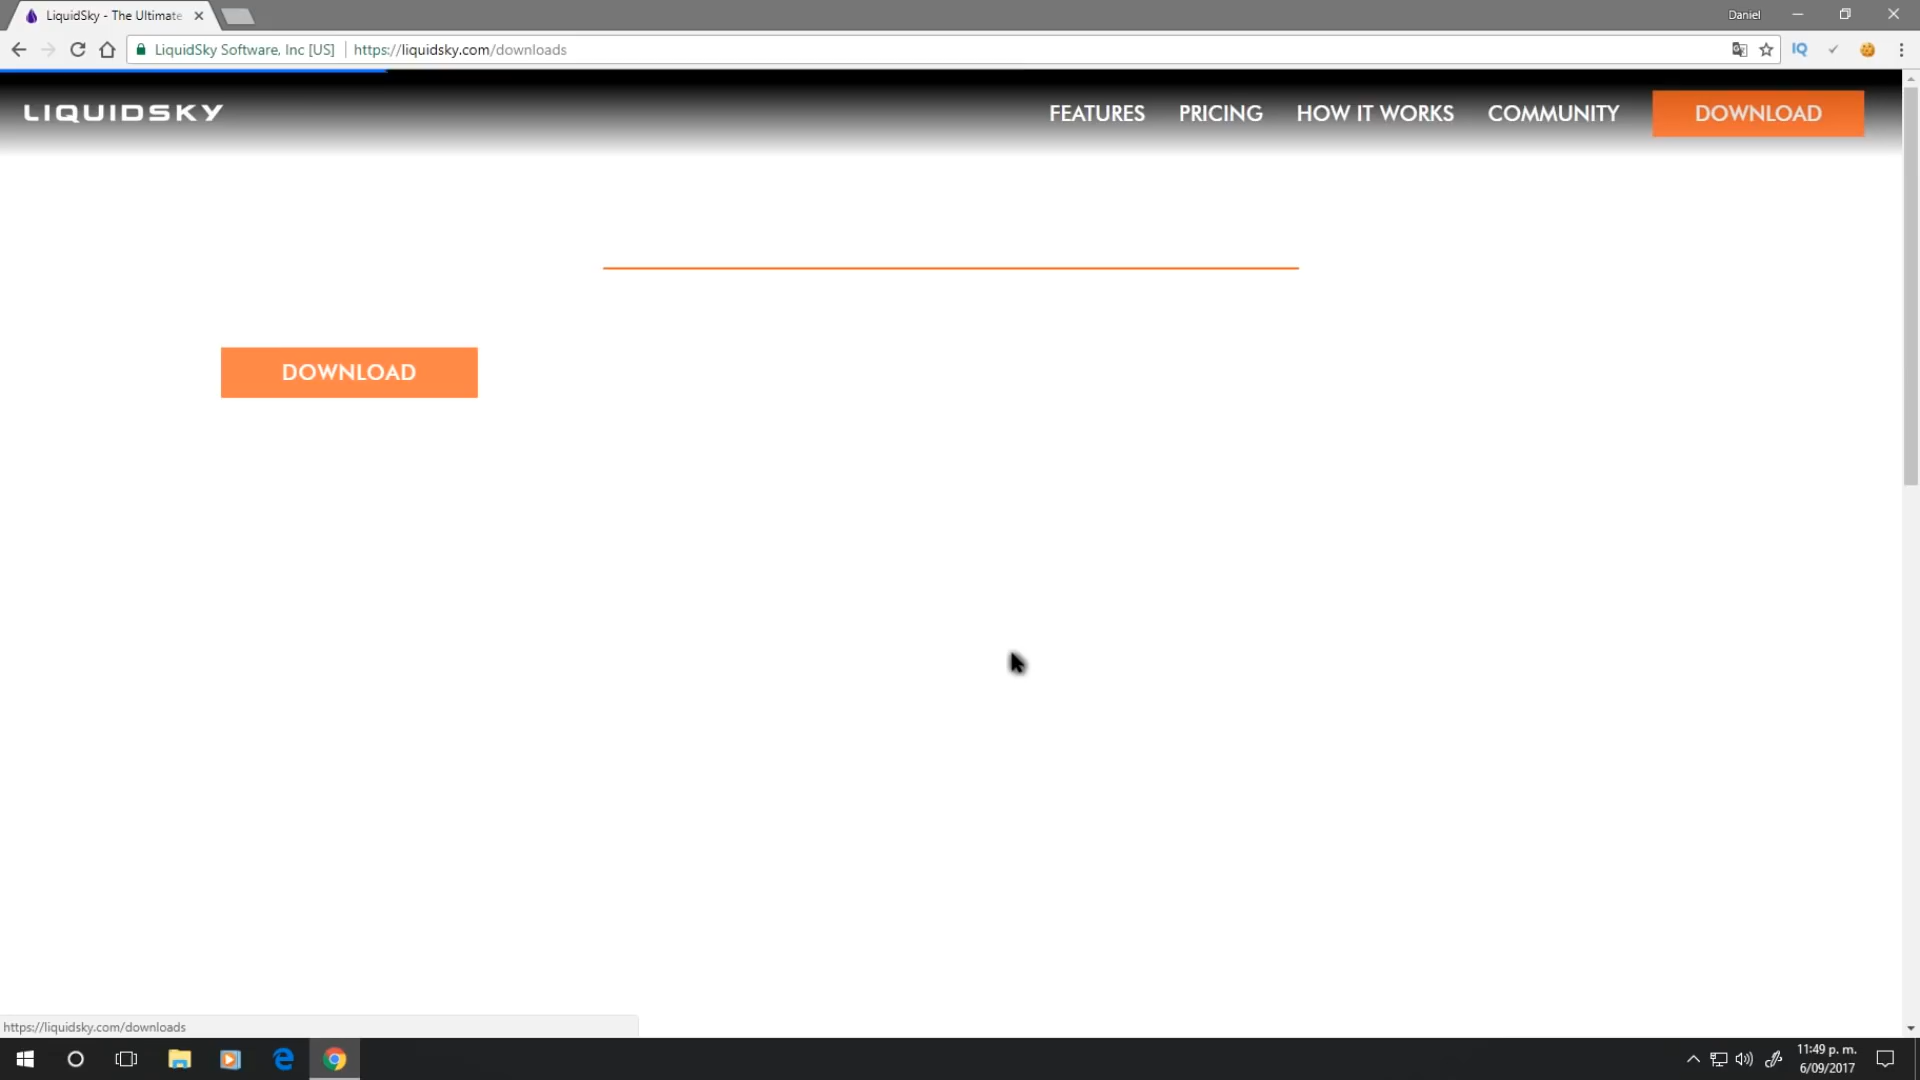 LiquidSky - The Ultimate
Daniel
LiquidSky Software, Inc [US]
https://liquidsky.com/downloads
IQ
LIQUIDSKY
FEATURES
PRICING
HOW IT WORKS
COMMUNITY
DOWNLOAD
DOWNLOAD
https://liquidsky.com/downloads
11:49 p. m.
6/09/2017